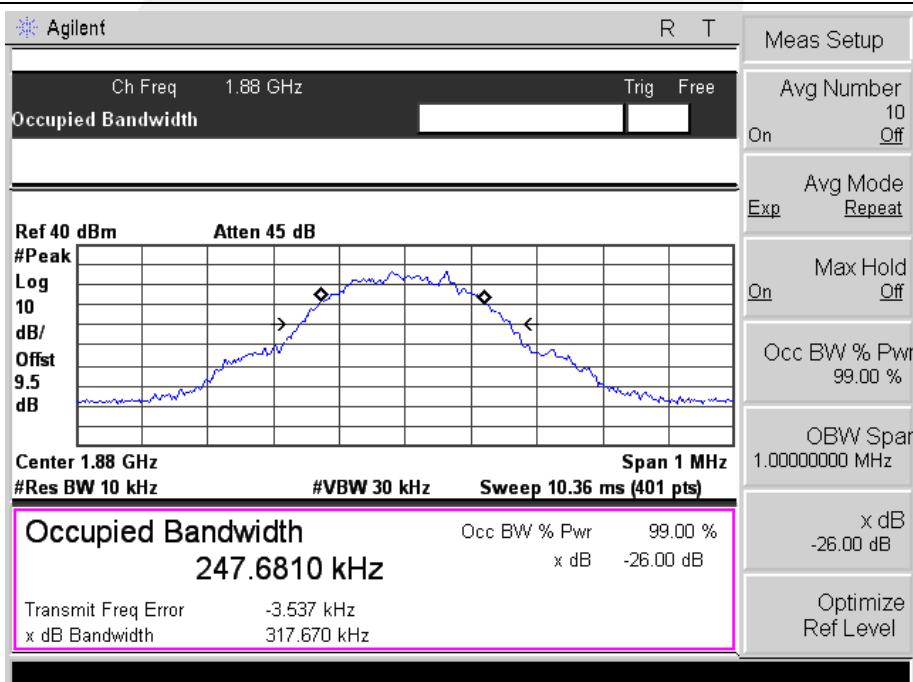 Agilent R T
Ch Freq 1.88 GHz Trig Free
Occupied Bandwidth
Ref 40 dBm Atten 45 dB
#Peak
Log
10
dB/
Offst
9.5
dB
Center 1.88 GHz Span 1 MHz
#Res BW 10 kHz #VBW 30 kHz Sweep 10.36 ms (401 pts)
Occupied Bandwidth Occ BW % Pwr 99.00 %
247.6810 kHz x dB -26.00 dB
Transmit Freq Error -3.537 kHz
x dB Bandwidth 317.670 kHz
Meas Setup
Avg Number
10
On Off
Avg Mode
Exp Repeat
Max Hold
On Off
Occ BW % Pwr
99.00 %
OBW Span
1.00000000 MHz
x dB
-26.00 dB
Optimize
Ref Level